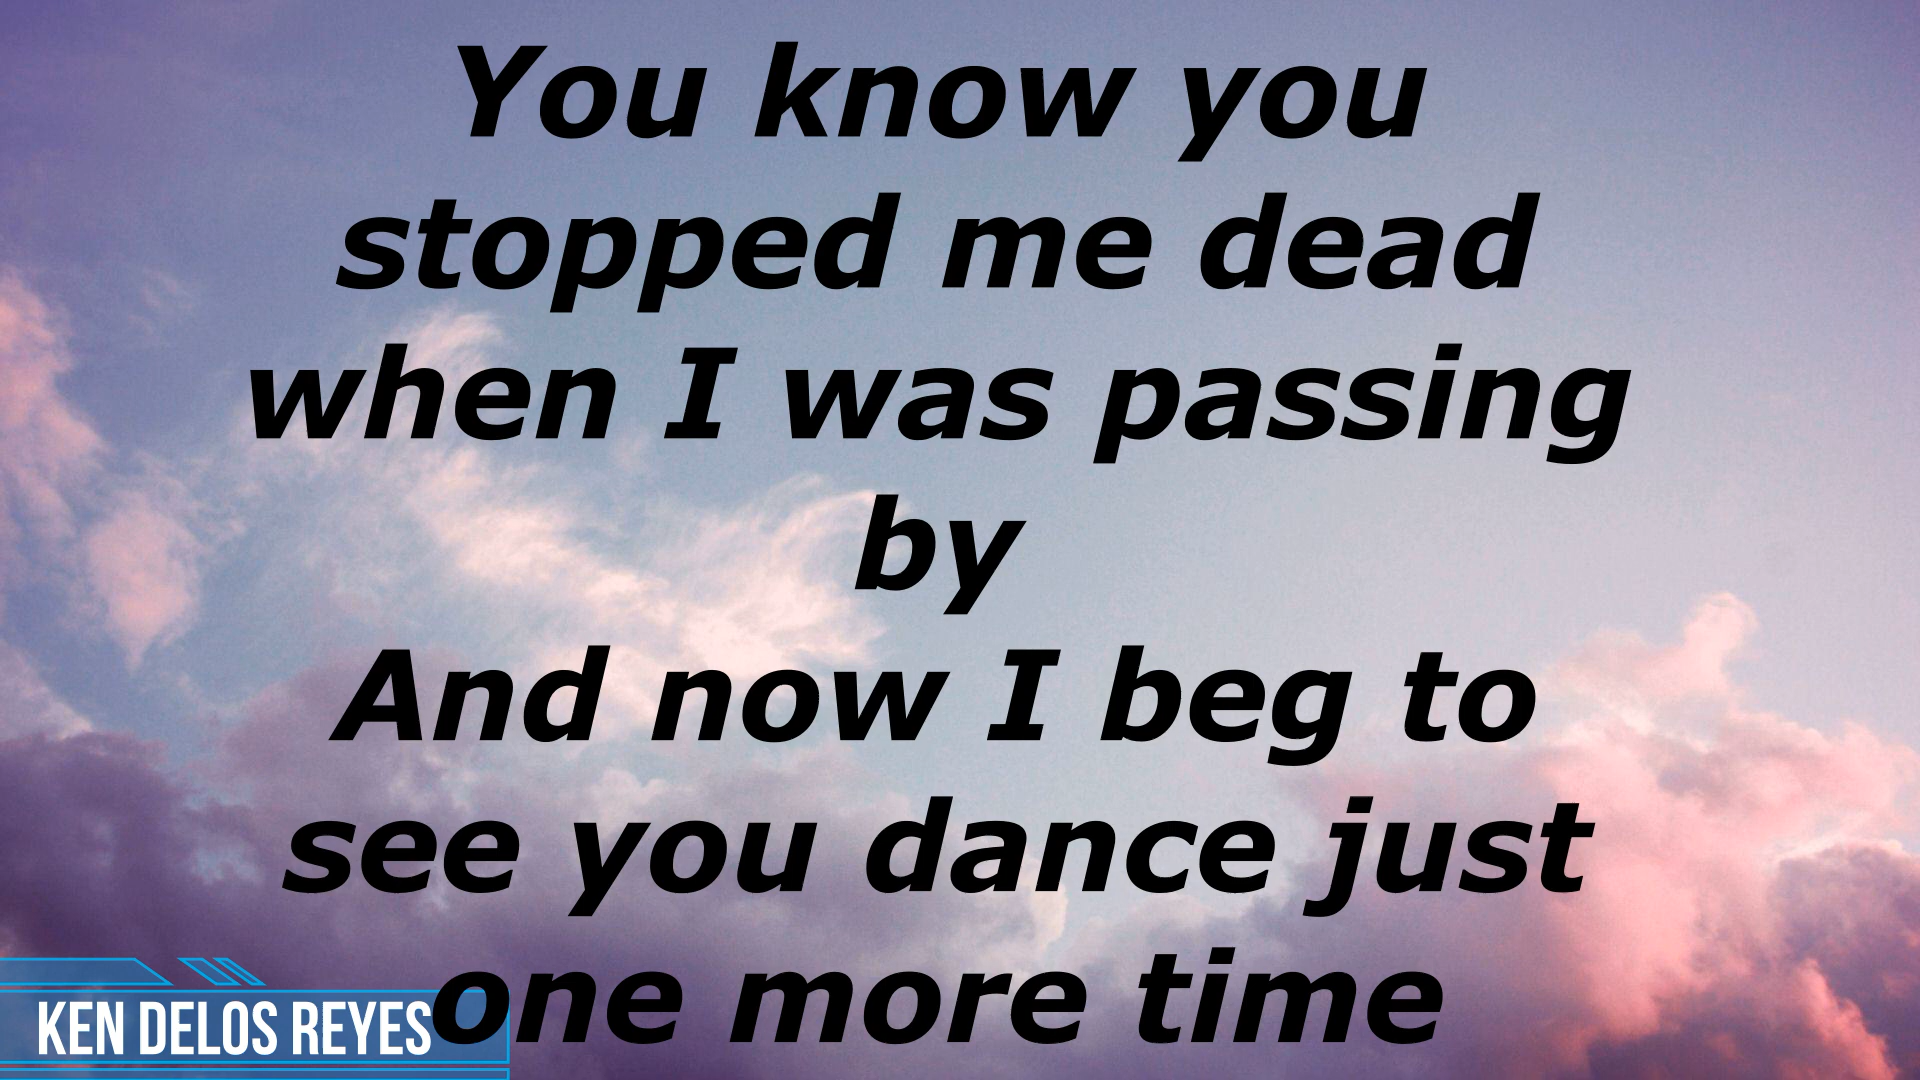 You know you
stopped me dead
when I was passing
by
And now I beg to
see you dance just
one more time
KEN DELOS REYES